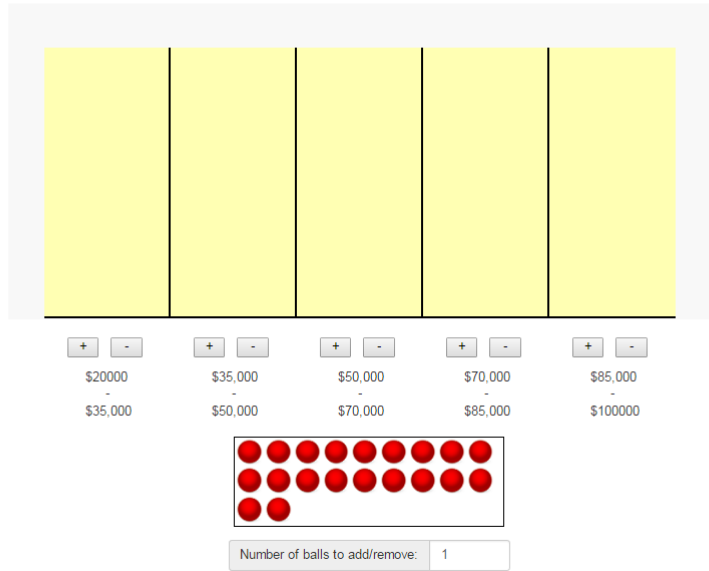 + - + - + - + - + -
$20000 $35,000 $50,000 $70,000 $85,000
- - - - -
$35,000 $50,000 $70,000 $85,000 $100000
Number of balls to add/remove: 1